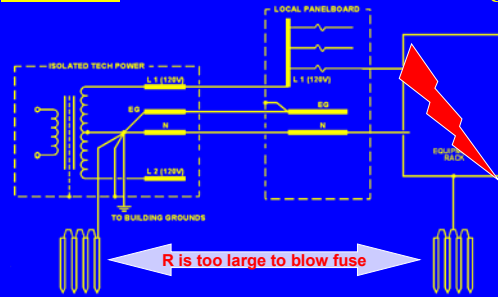 LOCAL PANELBOARD
ISOLATED TECH POWER
L 1 (120V)
L 1 (120V)
EG
EG
N
N
L 2 (120V)
RACK
TO BUILDING GROUNDS
R is too large to blow fuse